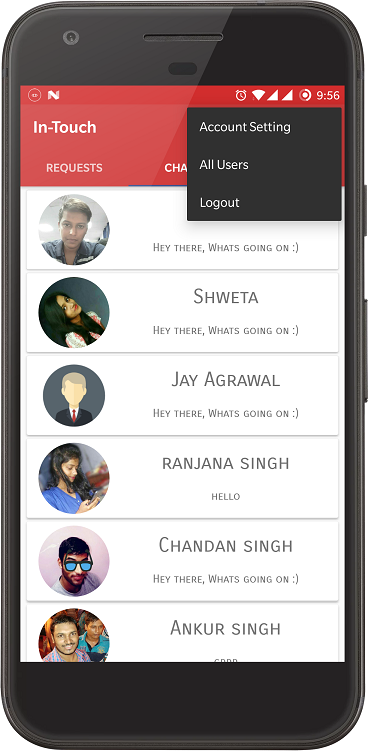 9:56
In-Touch
Account Setting
All Users
Logout
REQUESTS
CHA
Hey there, Whats going on :)
Shweta
Hey there, Whats going on :)
Jay Agrawal
Hey there, Whats going on :)
ranjana singh
hello
Chandan singh
Hey there, Whats going on :)
Ankur singh